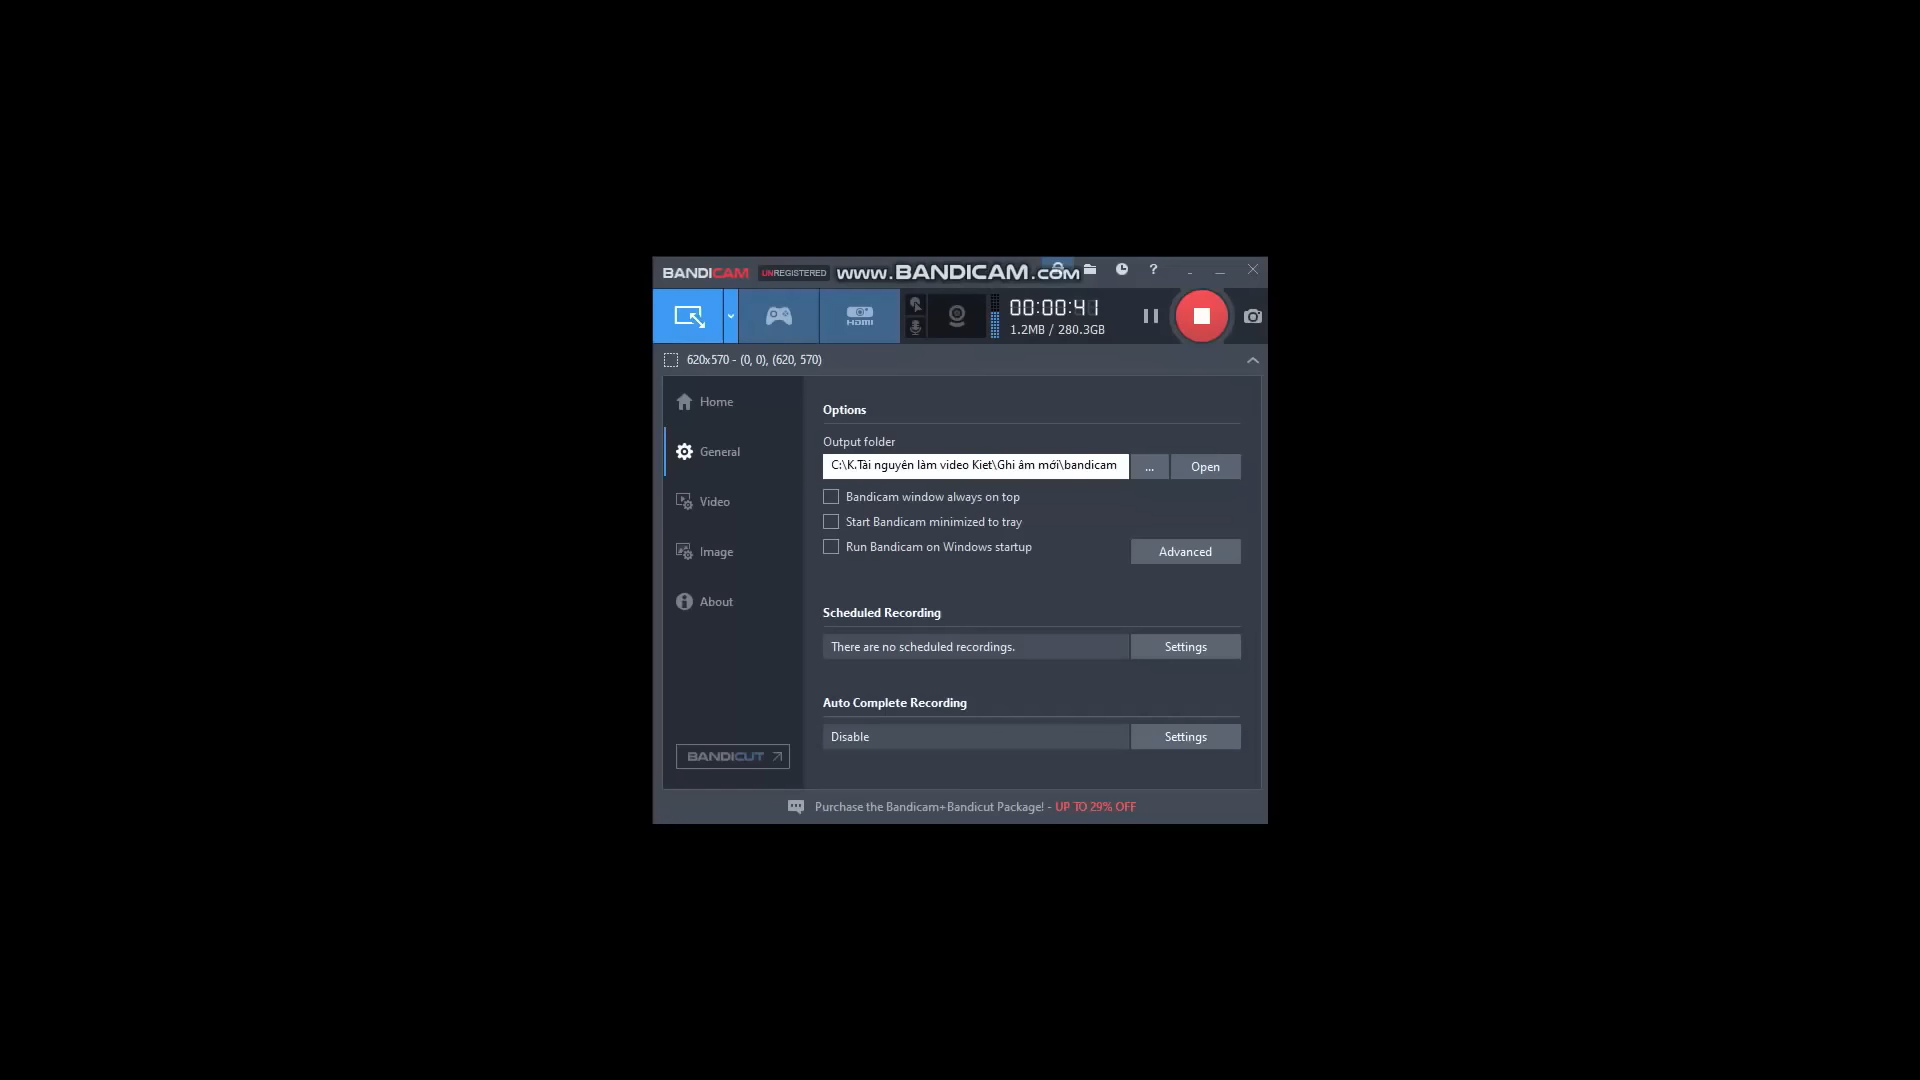 BANDICAM UNREGISTERED www.BANDICAM.COM ?
HDMI 00:00:41
1.2MB / 280.3GB
620x570 - (0, 0), (620, 570)
Home
General
Video
Image
About
BANDICUT
Options
Output folder
C:\K.Tài nguyên làm video Kiet\Ghi âm mới\bandicam ... Open
Bandicam window always on top
Start Bandicam minimized to tray
Run Bandicam on Windows startup
Advanced
Scheduled Recording
There are no scheduled recordings. Settings
Auto Complete Recording
Disable Settings
Purchase the Bandicam+Bandicut Package! - UP TO 29% OFF